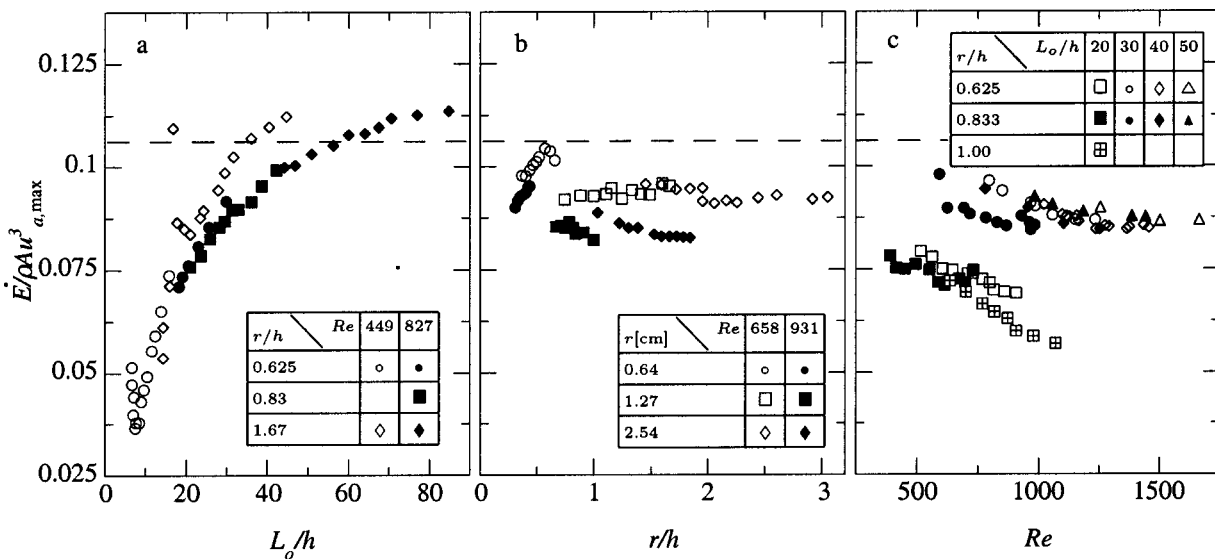 Ė/ρAu³ₐ,max
0.125
0.1
0.075
0.05
0.025
a
r/h Re 449 827
0.625
0.83
1.67
0 20 40 60 80
Lₒ/h
b
r[cm] Re 658 931
0.64
1.27
2.54
0 1 2 3
r/h
c
r/h Lₒ/h 20 30 40 50
0.625
0.833
1.00
500 1000 1500
Re